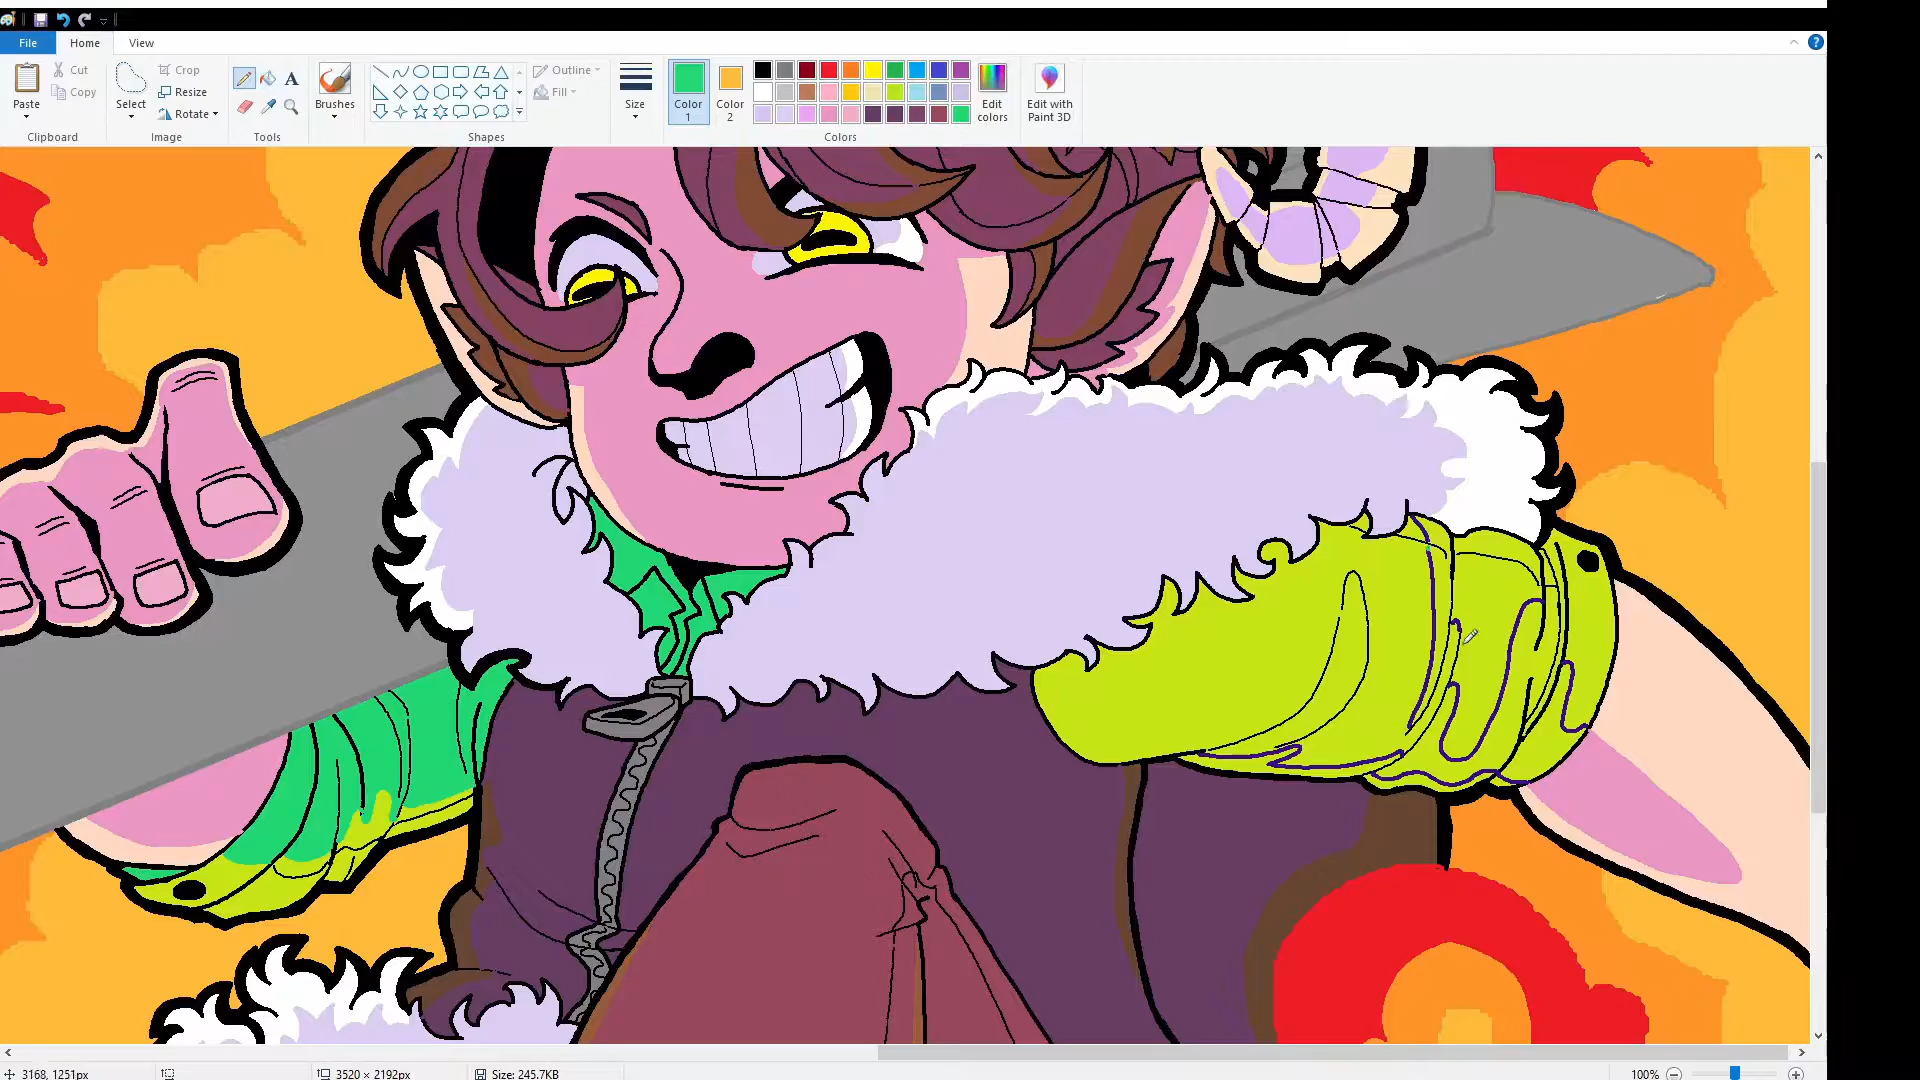 File Home View
Paste
Cut
Copy
Clipboard
Select
Crop
Resize
Rotate
Image
A
Tools
Brushes
Outline
Fill
Shapes
Size
Color 1
Color 2
Edit colors
Colors
Edit with Paint 3D
?
3168, 1251px
3520 × 2192px
Size: 245.7KB
100%